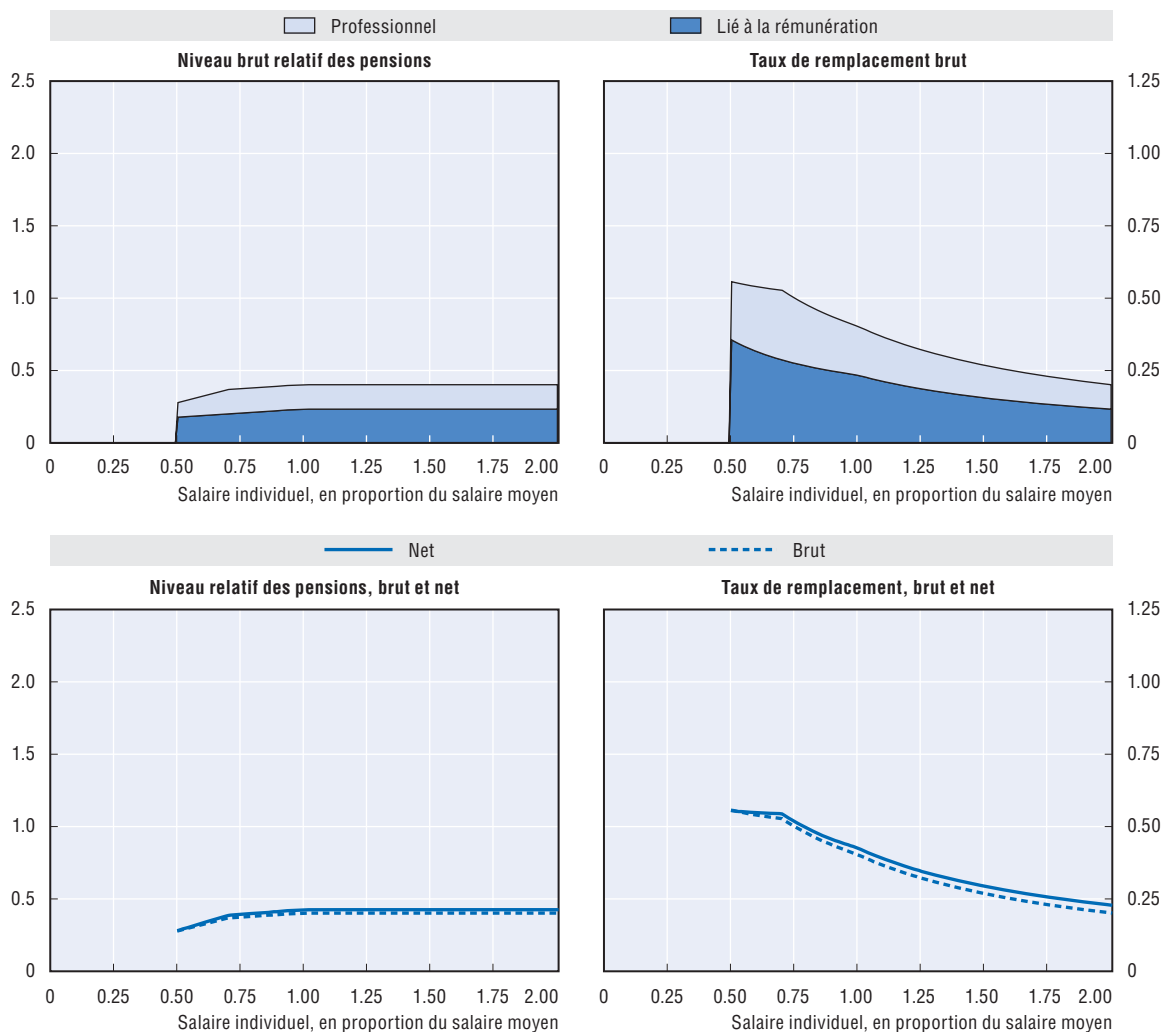 Professionnel Lié à la rémunération
Niveau brut relatif des pensions
2.5
2.0
1.5
1.0
0.5
0
0 0.25 0.50 0.75 1.00 1.25 1.50 1.75 2.00
Salaire individuel, en proportion du salaire moyen
Taux de remplacement brut
1.25
1.00
0.75
0.50
0.25
0
0 0.25 0.50 0.75 1.00 1.25 1.50 1.75 2.00
Salaire individuel, en proportion du salaire moyen
Net Brut
Niveau relatif des pensions, brut et net
2.5
2.0
1.5
1.0
0.5
0
0 0.25 0.50 0.75 1.00 1.25 1.50 1.75 2.00
Salaire individuel, en proportion du salaire moyen
Taux de remplacement, brut et net
1.25
1.00
0.75
0.50
0.25
0
0 0.25 0.50 0.75 1.00 1.25 1.50 1.75 2.00
Salaire individuel, en proportion du salaire moyen